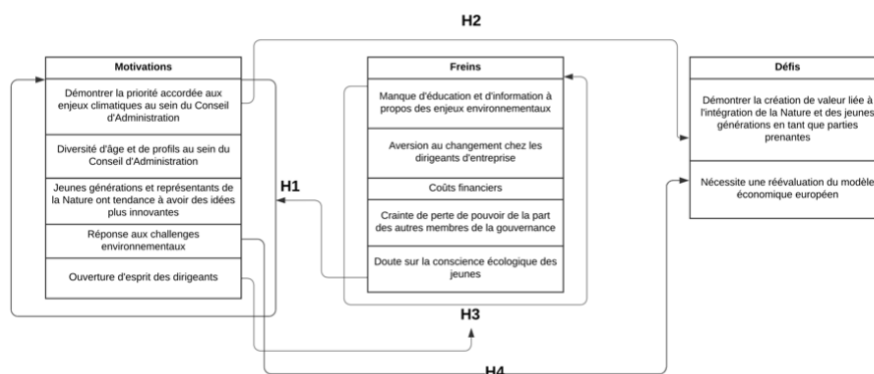 H2
Motivations
Démontrer la priorité accordée aux
enjeux climatiques au sein du Conseil
d'Administration
Diversité d'âge et de profils au sein du
Conseil d'Administration
Jeunes générations et représentants de
la Nature ont tendance à avoir des idées
plus innovantes
Réponse aux challenges
environnementaux
Ouverture d'esprit des dirigeants
H1
Freins
Manque d'éducation et d'information à
propos des enjeux environnementaux
Aversion au changement chez les
dirigeants d'entreprise
Coûts financiers
Crainte de perte de pouvoir de la part
des autres membres de la gouvernance
Doute sur la conscience écologique des
jeunes
H3
H4
Défis
Démontrer la création de valeur liée à
l'intégration de la Nature et des jeunes
générations en tant que parties
prenantes
Nécessite une réévaluation du modèle
économique européen